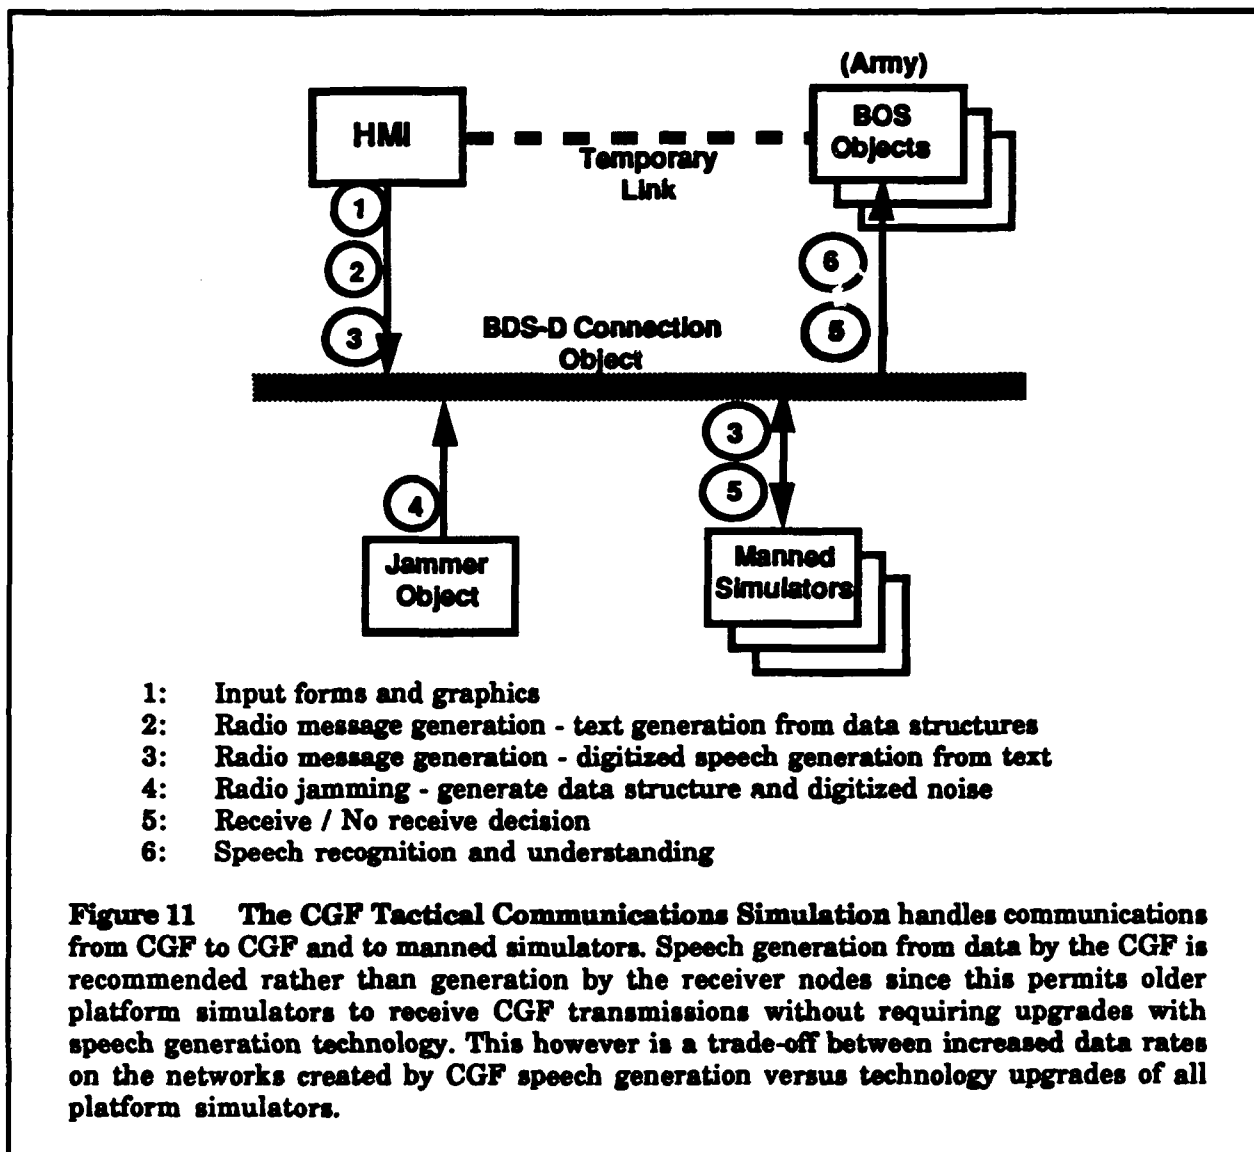 (Army)
HMI
BOS
Objects
Temporary
Link
1
2
3
6
5
BDS-D Connection
Object
4
3
5
Jammer
Object
Manned
Simulators
1: Input forms and graphics
2: Radio message generation - text generation from data structures
3: Radio message generation - digitized speech generation from text
4: Radio jamming - generate data structure and digitized noise
5: Receive / No receive decision
6: Speech recognition and understanding
Figure 11 The CGF Tactical Communications Simulation handles communications
from CGF to CGF and to manned simulators. Speech generation from data by the CGF is
recommended rather than generation by the receiver nodes since this permits older
platform simulators to receive CGF transmissions without requiring upgrades with
speech generation technology. This however is a trade-off between increased data rates
on the networks created by CGF speech generation versus technology upgrades of all
platform simulators.